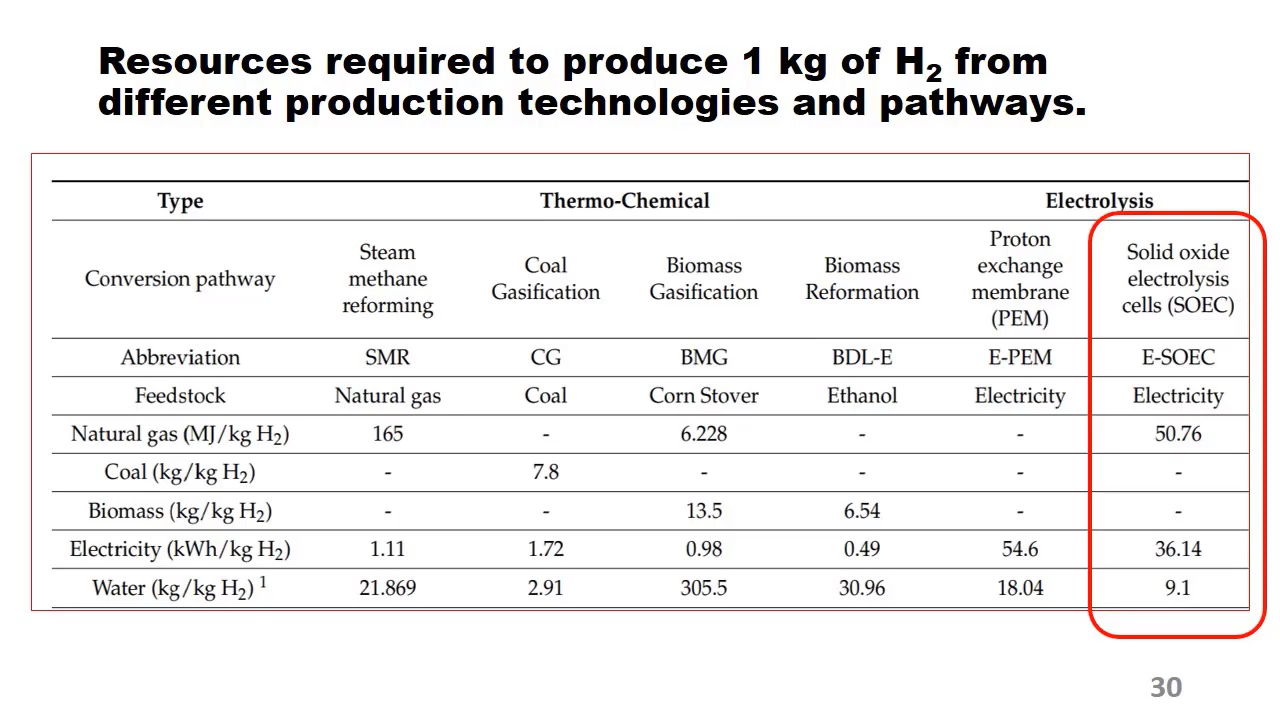 Resources required to produce 1 kg of H₂ from
different production technologies and pathways.
Type Thermo-Chemical Electrolysis
Conversion pathway
Steam
methane
reforming
Coal
Gasification
Biomass
Gasification
Biomass
Reformation
Proton
exchange
membrane
(PEM)
Solid oxide
electrolysis
cells (SOEC)
Abbreviation SMR CG BMG BDL-E E-PEM E-SOEC
Feedstock Natural gas Coal Corn Stover Ethanol Electricity Electricity
Natural gas (MJ/kg H₂) 165 - 6.228 - - 50.76
Coal (kg/kg H₂) - 7.8 - - - -
Biomass (kg/kg H₂) - - 13.5 6.54 - -
Electricity (kWh/kg H₂) 1.11 1.72 0.98 0.49 54.6 36.14
Water (kg/kg H₂) ¹ 21.869 2.91 305.5 30.96 18.04 9.1
30